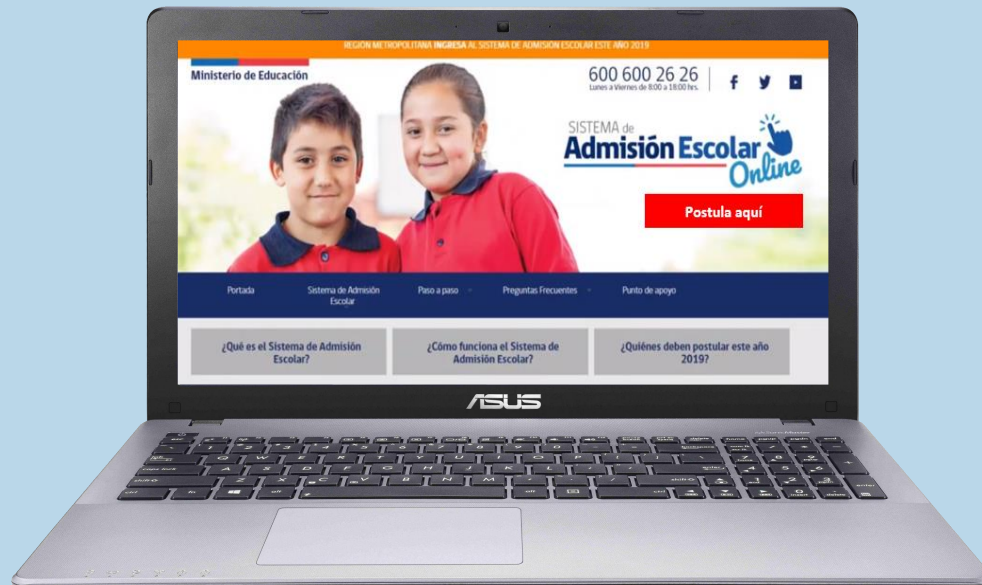 REGIÓN METROPOLITANA INGRESA AL SISTEMA DE ADMISIÓN ESCOLAR ESTE AÑO 2019
Ministerio de Educación
600 600 26 26
Lunes a Viernes de 8:00 a 18:00 hrs.
SISTEMA de
Admisión Escolar
Online
Postula aquí
Portada
Sistema de Admisión
Escolar
Paso a paso
Preguntas Frecuentes
Punto de apoyo
¿Qué es el Sistema de Admisión
Escolar?
¿Cómo funciona el Sistema de
Admisión Escolar?
¿Quiénes deben postular este año
2019?
ASUS